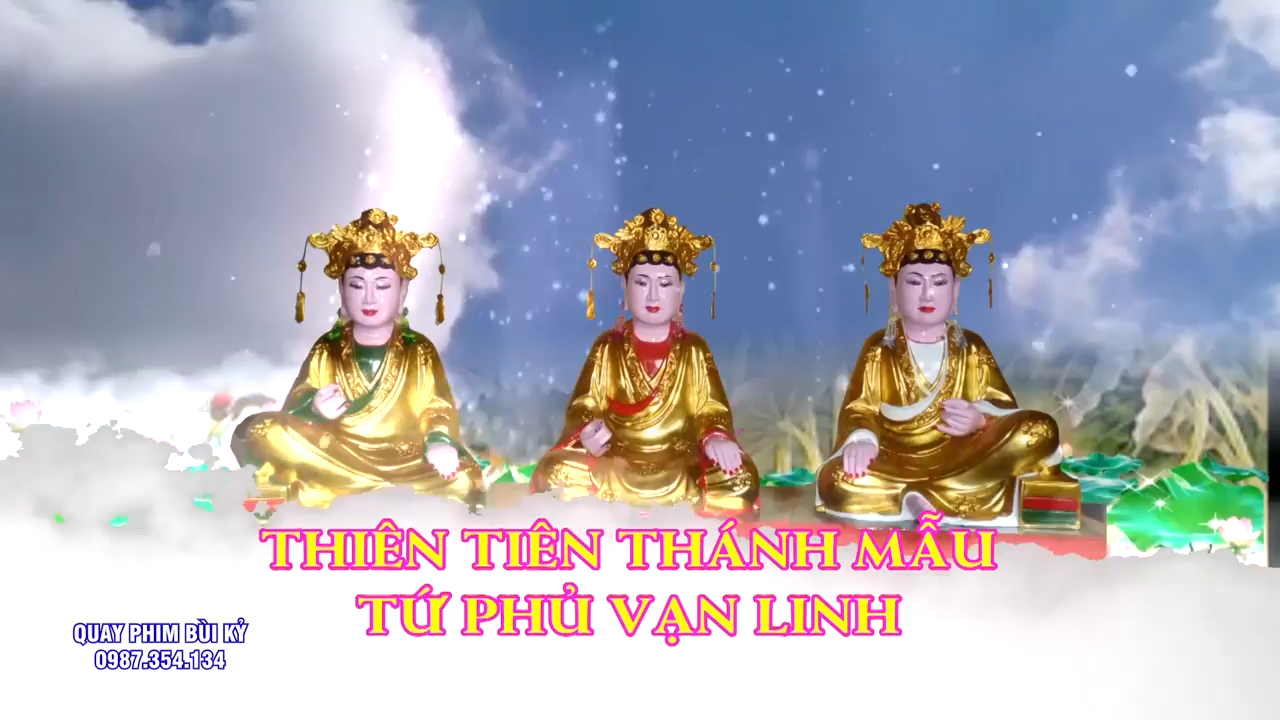 THIÊN TIÊN THÁNH MẪU
TỨ PHỦ VẠN LINH
QUAY PHIM BÙI KỶ
0987.354.134